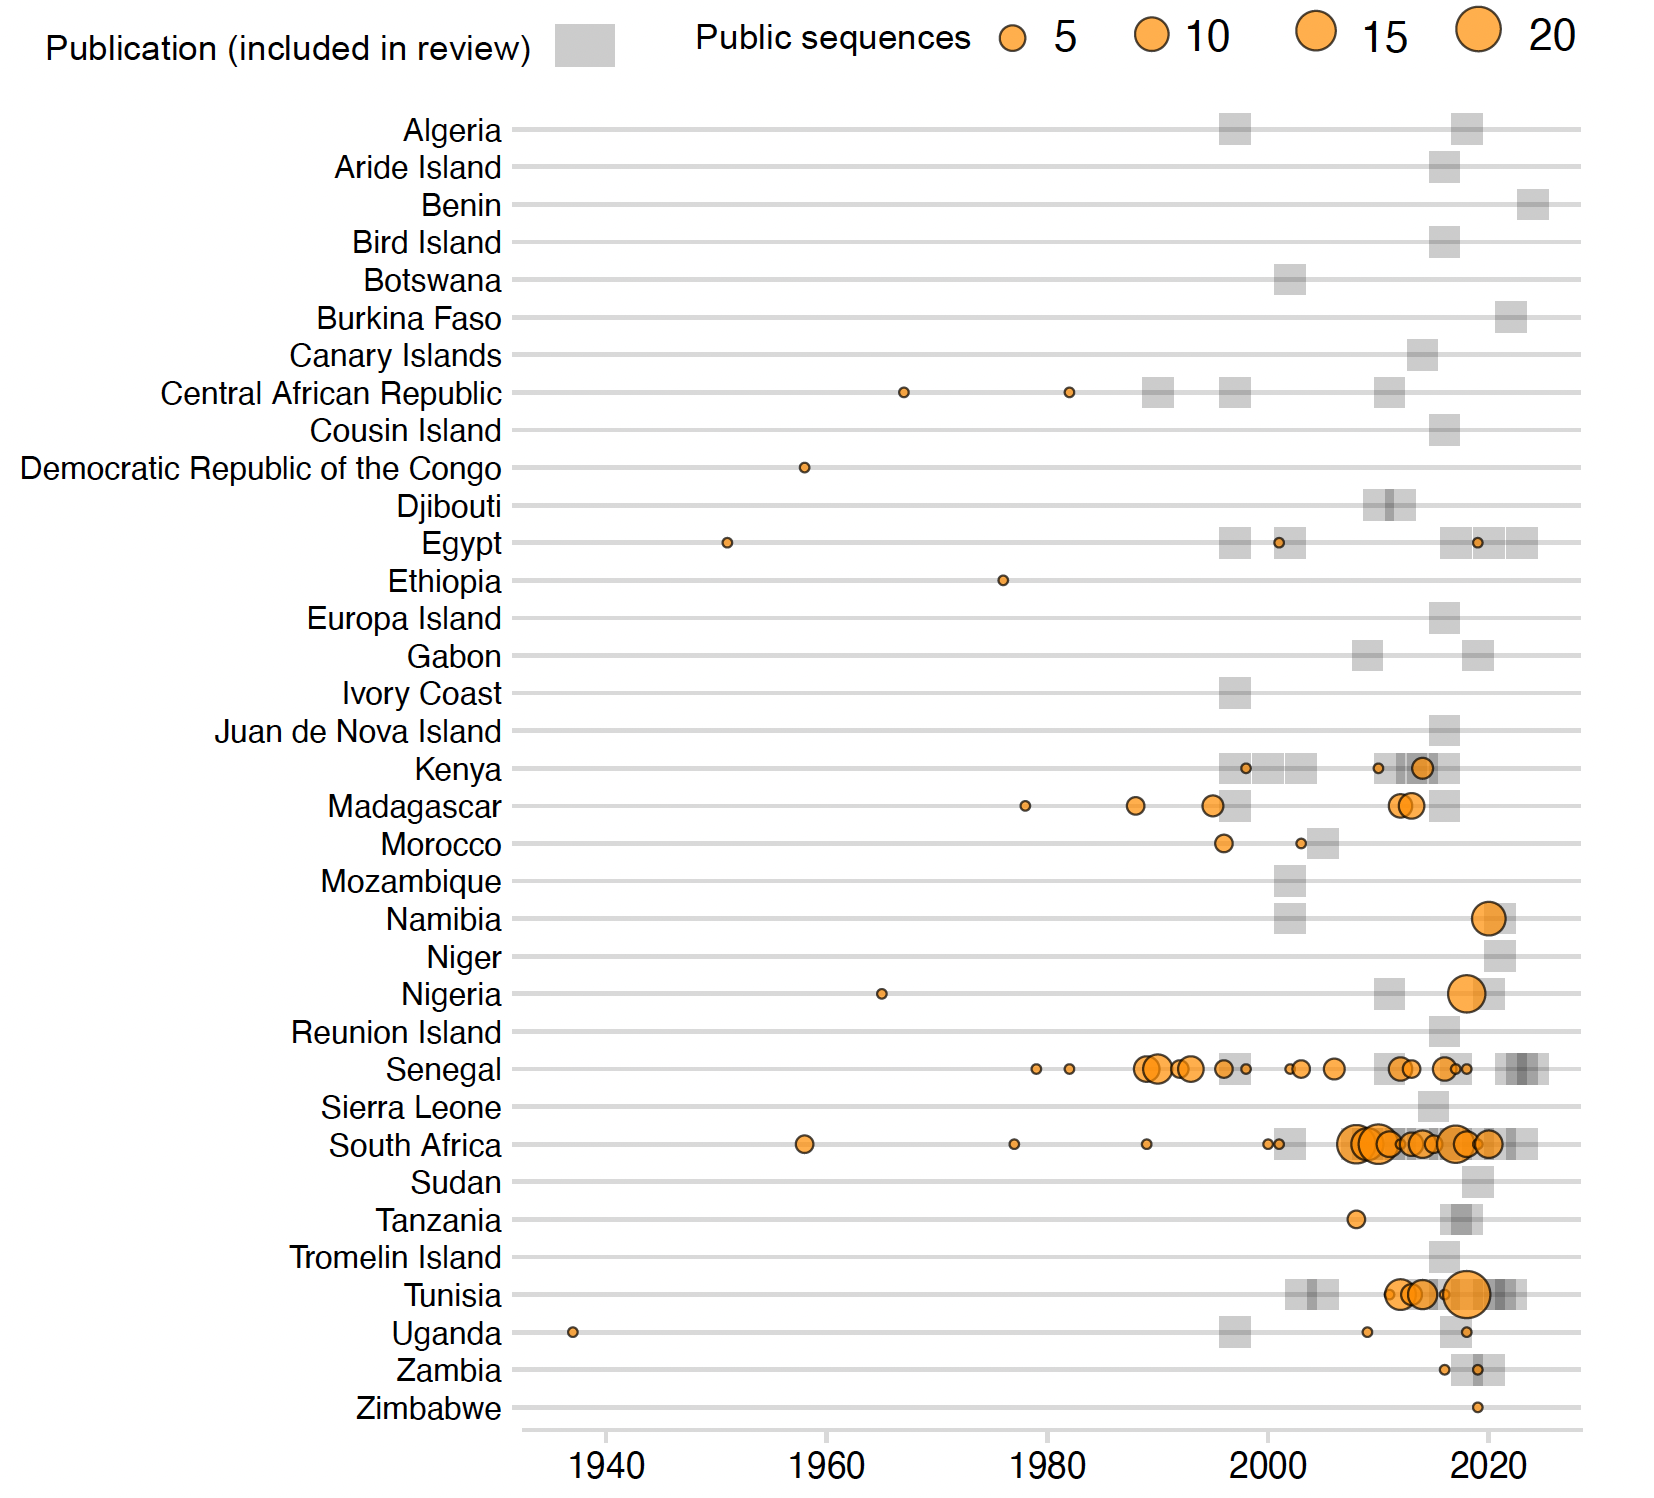 Publication (included in review)
Public sequences 5 10 15 20
Algeria
Aride Island
Benin
Bird Island
Botswana
Burkina Faso
Canary Islands
Central African Republic
Cousin Island
Democratic Republic of the Congo
Djibouti
Egypt
Ethiopia
Europa Island
Gabon
Ivory Coast
Juan de Nova Island
Kenya
Madagascar
Morocco
Mozambique
Namibia
Niger
Nigeria
Reunion Island
Senegal
Sierra Leone
South Africa
Sudan
Tanzania
Tromelin Island
Tunisia
Uganda
Zambia
Zimbabwe
1940 1960 1980 2000 2020